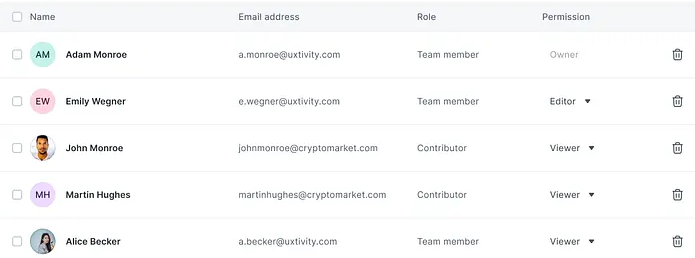 Name Email address Role Permission
AM Adam Monroe a.monroe@uxtivity.com Team member Owner
EW Emily Wegner e.wegner@uxtivity.com Team member Editor
John Monroe johnmonroe@cryptomarket.com Contributor Viewer
MH Martin Hughes martinhughes@cryptomarket.com Contributor Viewer
Alice Becker a.becker@uxtivity.com Team member Viewer